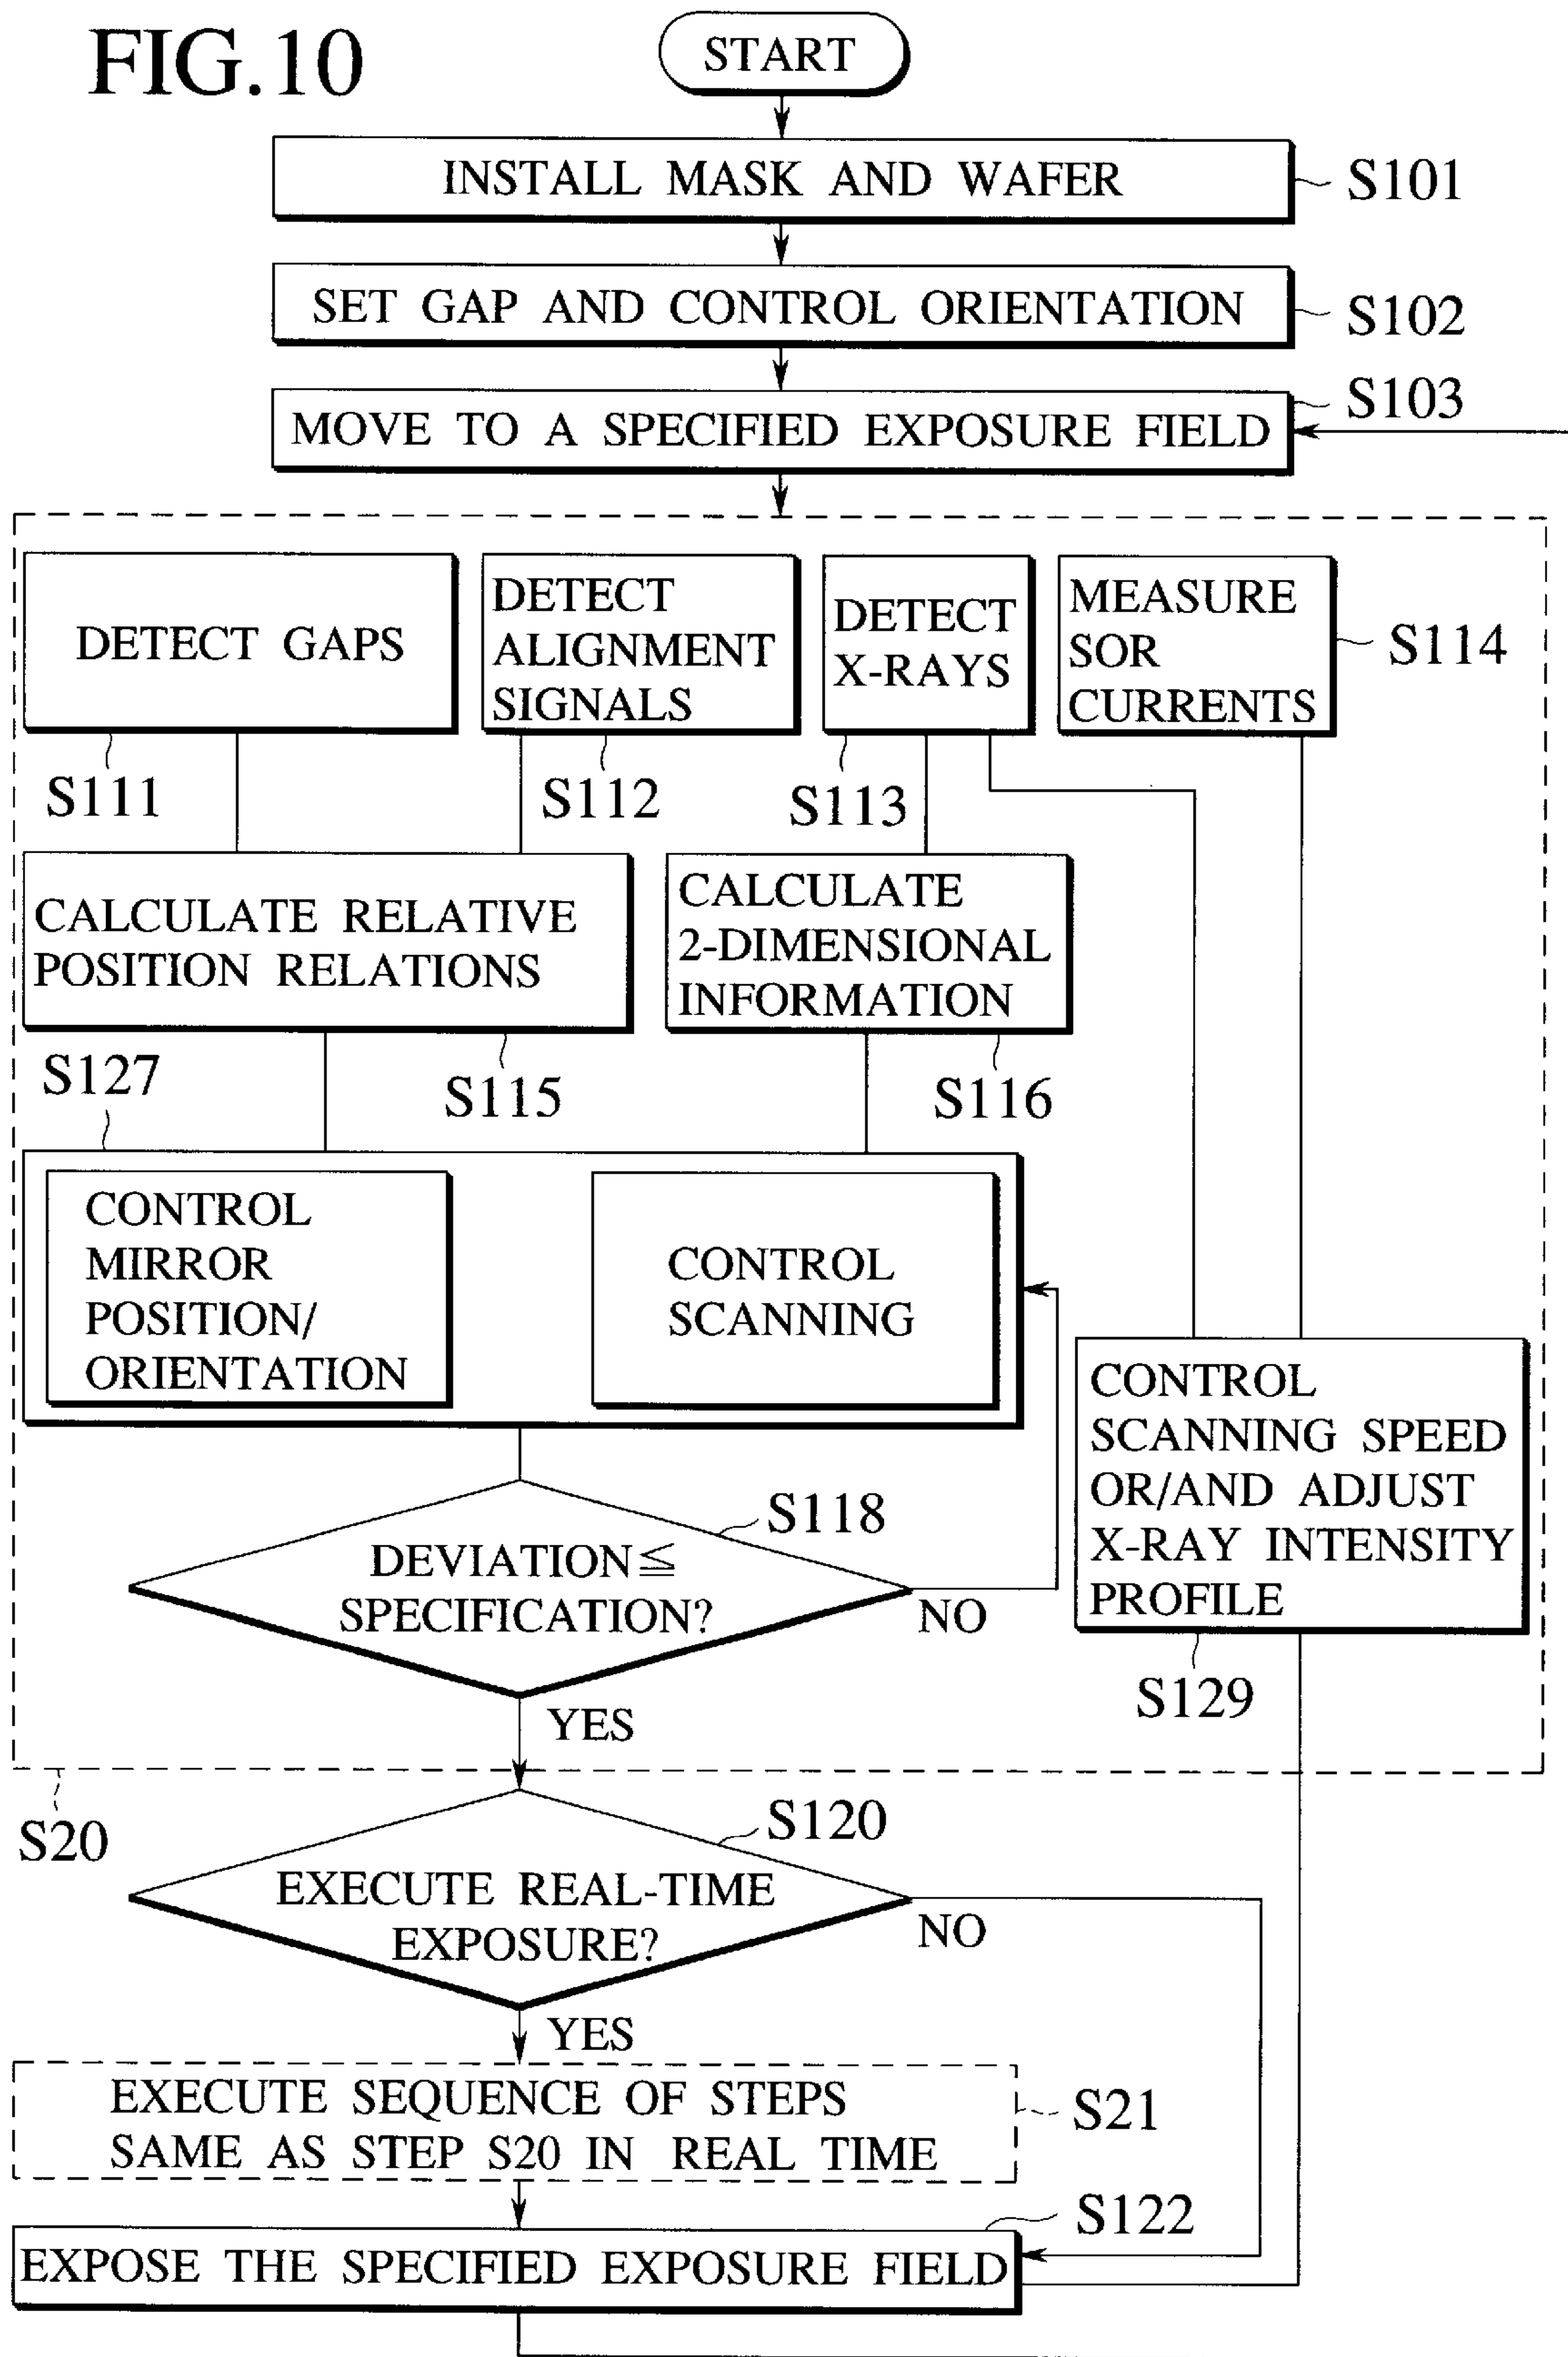 FIG.10
START
INSTALL MASK AND WAFER
S101
SET GAP AND CONTROL ORIENTATION
S102
MOVE TO A SPECIFIED EXPOSURE FIELD
S103
DETECT GAPS
S111
DETECT
ALIGNMENT
SIGNALS
S112
DETECT
X-RAYS
S113
MEASURE
SOR
CURRENTS
S114
CALCULATE RELATIVE
POSITION RELATIONS
S115
CALCULATE
2-DIMENSIONAL
INFORMATION
S116
S127
CONTROL
MIRROR
POSITION/
ORIENTATION
CONTROL
SCANNING
CONTROL
SCANNING SPEED
OR/AND ADJUST
X-RAY INTENSITY
PROFILE
S129
S118
DEVIATION≦
SPECIFICATION?
NO
YES
S20
S120
EXECUTE REAL-TIME
EXPOSURE?
NO
YES
EXECUTE SEQUENCE OF STEPS
SAME AS STEP S20 IN REAL TIME
S21
S122
EXPOSE THE SPECIFIED EXPOSURE FIELD